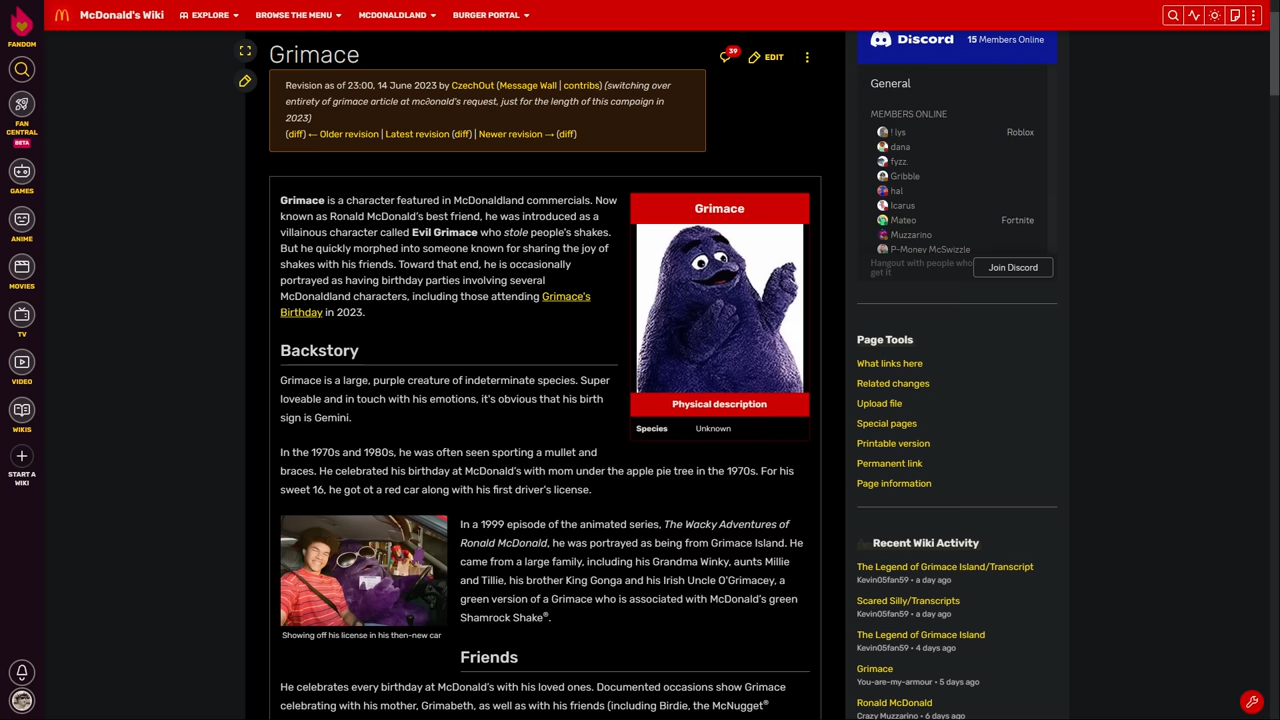 McDonald's Wiki
EXPLORE
BROWSE THE MENU
MCDONALDLAND
BURGER PORTAL
FANDOM
FAN
CENTRAL
BETA
GAMES
ANIME
MOVIES
TV
VIDEO
WIKIS
START A
WIKI
Grimace
39
EDIT
Revision as of 23:00, 14 June 2023 by CzechOut (Message Wall | contribs) (switching over
entirety of grimace article at mcdonald's request, just for the length of this campaign in
2023)
(diff) ← Older revision | Latest revision (diff) | Newer revision → (diff)
Grimace is a character featured in McDonaldland commercials. Now
known as Ronald McDonald's best friend, he was introduced as a
villainous character called Evil Grimace who stole people's shakes.
But he quickly morphed into someone known for sharing the joy of
shakes with his friends. Toward that end, he is occasionally
portrayed as having birthday parties involving several
McDonaldland characters, including those attending Grimace's
Birthday in 2023.
Grimace
Physical description
Species Unknown
Backstory
Grimace is a large, purple creature of indeterminate species. Super
loveable and in touch with his emotions, it's obvious that his birth
sign is Gemini.
In the 1970s and 1980s, he was often seen sporting a mullet and
braces. He celebrated his birthday at McDonald's with mom under the apple pie tree in the 1970s. For his
sweet 16, he got ot a red car along with his first driver's license.
Showing off his license in his then-new car
In a 1999 episode of the animated series, The Wacky Adventures of
Ronald McDonald, he was portrayed as being from Grimace Island. He
came from a large family, including his Grandma Winky, aunts Millie
and Tillie, his brother King Gonga and his Irish Uncle O'Grimacey, a
green version of a Grimace who is associated with McDonald's green
Shamrock Shake®.
Friends
He celebrates every birthday at McDonald's with his loved ones. Documented occasions show Grimace
celebrating with his mother, Grimabeth, as well as with his friends (including Birdie, the McNugget®
Discord 15 Members Online
General
MEMBERS ONLINE
! lys Roblox
dana
fyzz.
Gribble
hal
Icarus
Mateo Fortnite
Muzzarino
P-Money McSwizzle
Hangout with people who
get it
Join Discord
Page Tools
What links here
Related changes
Upload file
Special pages
Printable version
Permanent link
Page information
Recent Wiki Activity
The Legend of Grimace Island/Transcript
Kevin05fan59 • a day ago
Scared Silly/Transcripts
Kevin05fan59 • a day ago
The Legend of Grimace Island
Kevin05fan59 • 4 days ago
Grimace
You-are-my-armour • 5 days ago
Ronald McDonald
Crazy Muzzarino • 6 days ago